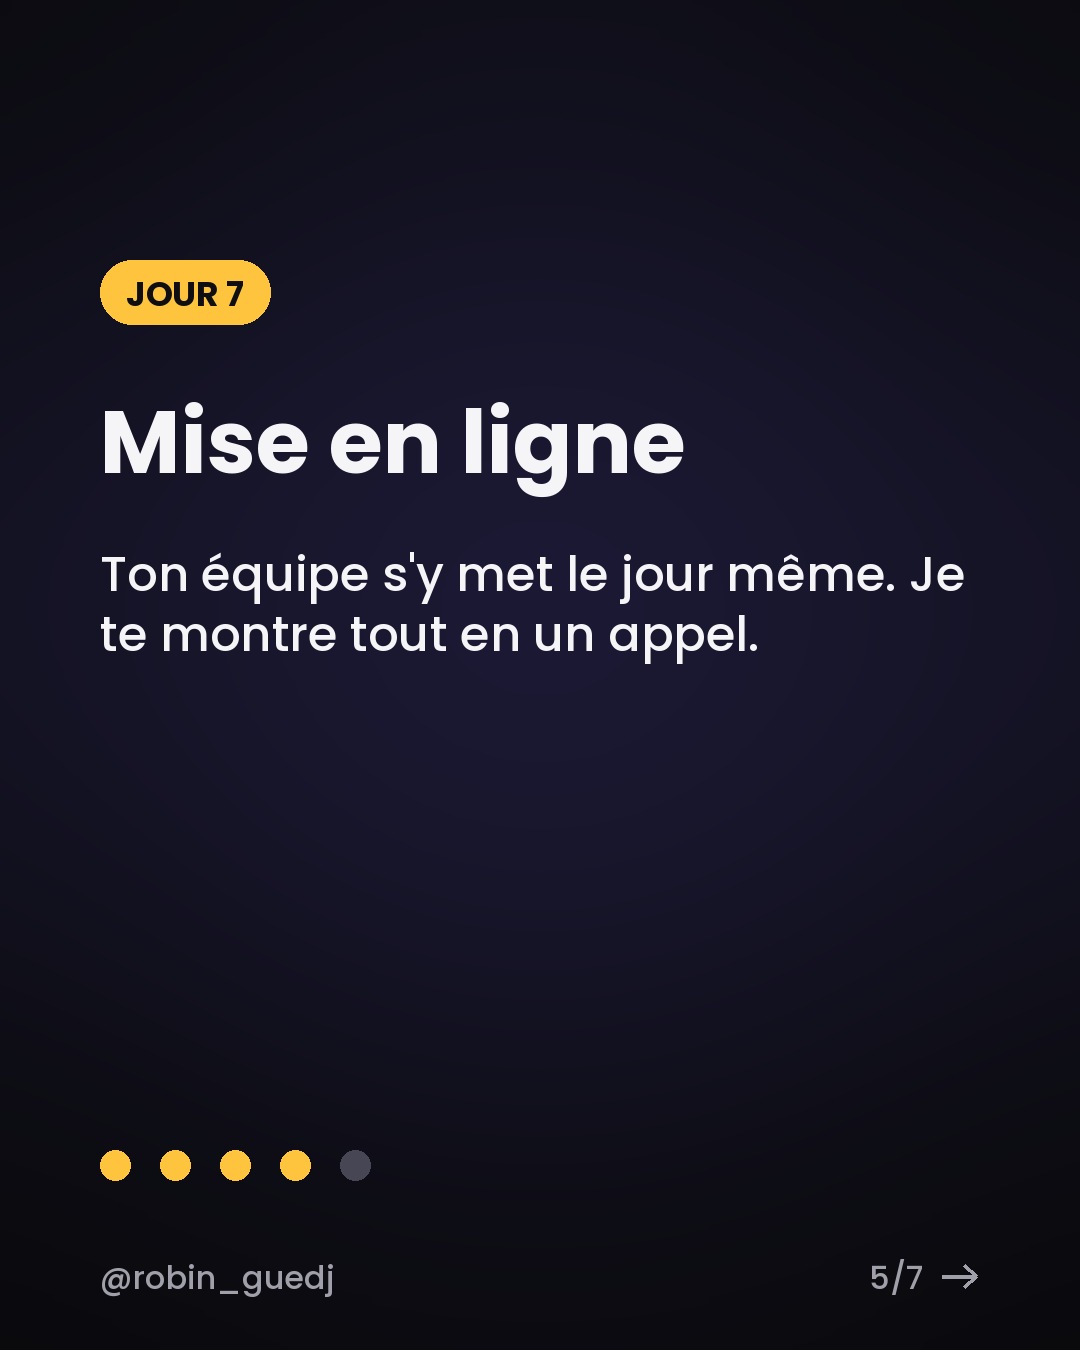 JOUR 7
Mise en ligne
Ton équipe s'y met le jour même. Je
te montre tout en un appel.
@robin_guedj
5/7 →